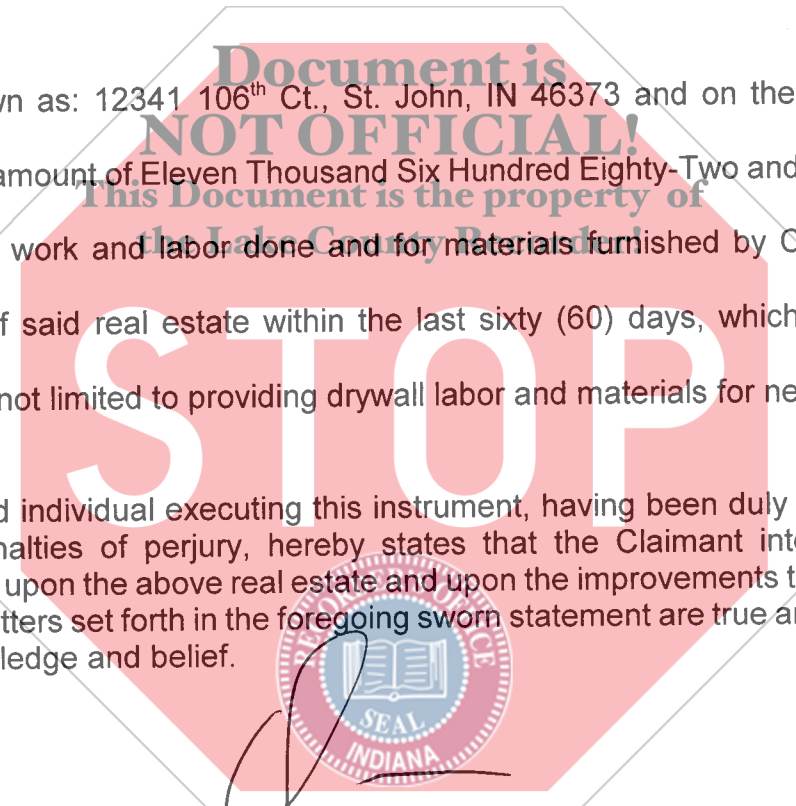 Document is
wn as: 12341 106th Ct., St. John, IN 46373 and on the
NOT OFFICIAL!
amount of Eleven Thousand Six Hundred Eighty-Two and
This Document is the property of
work and labor done and for materials furnished by C
the Lake County Recorder!
f said real estate within the last sixty (60) days, which
STOP
not limited to providing drywall labor and materials for ne
d individual executing this instrument, having been duly
nalties of perjury, hereby states that the Claimant inte
upon the above real estate and upon the improvements t
tters set forth in the foregoing sworn statement are true a
ledge and belief.
RECORDER'S OFFICE
SEAL
INDIANA